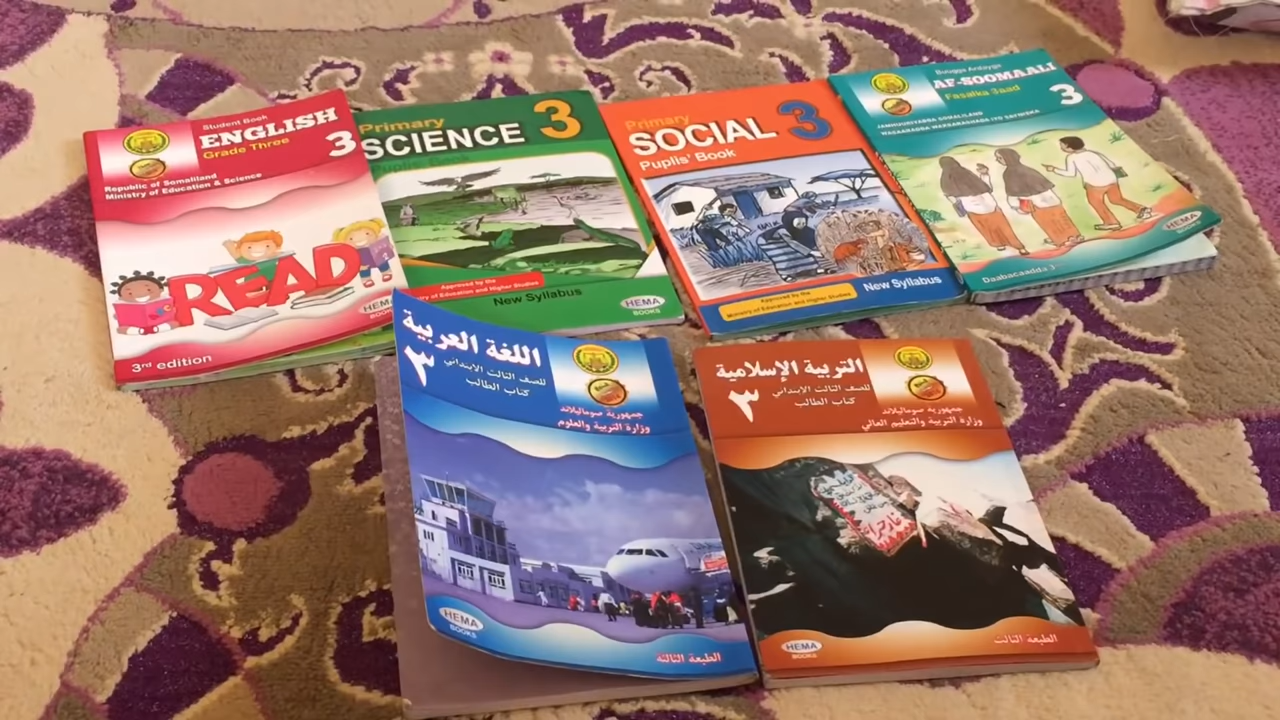 Student Book
ENGLISH
Grade Three
3
Republic of Somaliland
Ministry of Education & Science
READ
HEMA
BOOKS
3rd edition
Primary
SCIENCE 3
Pupils' Book
Approved by the
Ministry of Education and Higher Studies
New Syllabus
HEMA
BOOKS
Primary
SOCIAL 3
Puplis' Book
Approved by the
Ministry of Education and Higher Studies
New Syllabus
Buugga Ardayga
AF-SOOMAALI
Fasalka 3aad
3
JAMHUURIYADDA SOMALILAND
WASAARADDA WAXBARASHADA IYO SAYNISKA
HEMA
Daabacaadda 3
اللغة العربية
٣
للصف الثالث الابتدائي
كتاب الطالب
جمهورية صوماليلاند
وزارة التربية والعلوم
HEMA
BOOKS
الطبعة الثالثة
التربية الإسلامية
٣
للصف الثالث الابتدائي
كتاب الطالب
جمهورية صوماليلاند
وزارة التربية والتعليم العالي
غار حراء
HEMA
BOOKS
الطبعة الثالثة